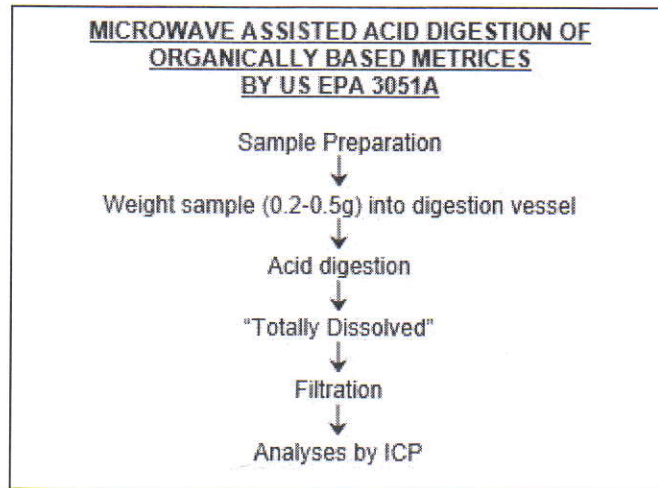 MICROWAVE ASSISTED ACID DIGESTION OF
ORGANICALLY BASED METRICES
BY US EPA 3051A
Sample Preparation
Weight sample (0.2-0.5g) into digestion vessel
Acid digestion
"Totally Dissolved"
Filtration
Analyses by ICP